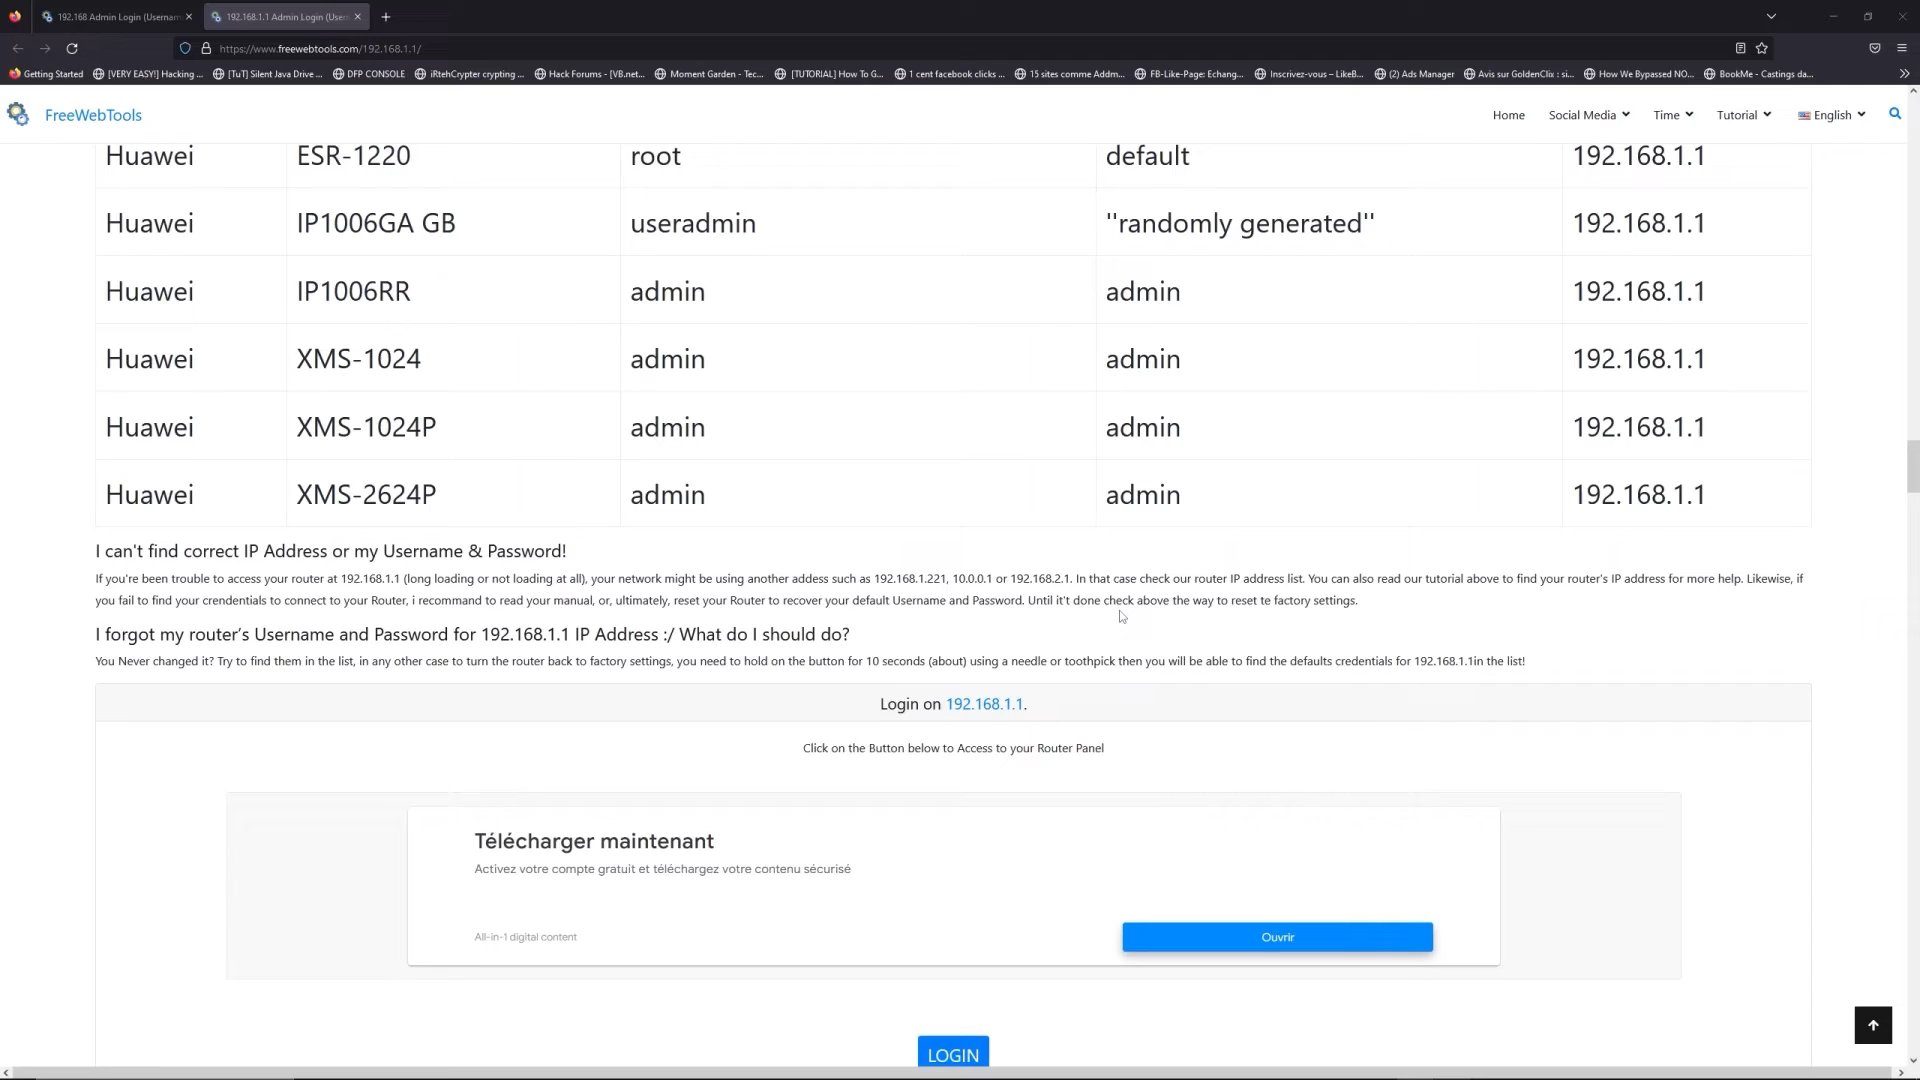 192.168 Admin Login (Usernam
192.168.1.1 Admin Login (Usern
https://www.freewebtools.com/192.168.1.1/
Getting Started
[VERY EASY!] Hacking ...
[TuT] Silent Java Drive ...
DFP CONSOLE
iRtehCrypter crypting ...
Hack Forums - [VB.net...
Moment Garden - Tec...
[TUTORIAL] How To G...
1 cent facebook clicks ...
15 sites comme Addm...
FB-Like-Page: Echang...
Inscrivez-vous – LikeB...
(2) Ads Manager
Avis sur GoldenClix : si...
How We Bypassed NO...
BookMe - Castings da...
FreeWebTools
Home
Social Media
Time
Tutorial
English
Huawei ESR-1220 root default 192.168.1.1
Huawei IP1006GA GB useradmin ''randomly generated'' 192.168.1.1
Huawei IP1006RR admin admin 192.168.1.1
Huawei XMS-1024 admin admin 192.168.1.1
Huawei XMS-1024P admin admin 192.168.1.1
Huawei XMS-2624P admin admin 192.168.1.1
I can't find correct IP Address or my Username & Password!
If you're been trouble to access your router at 192.168.1.1 (long loading or not loading at all), your network might be using another addess such as 192.168.1.221, 10.0.0.1 or 192.168.2.1. In that case check our router IP address list. You can also read our tutorial above to find your router's IP address for more help. Likewise, if
you fail to find your crendentials to connect to your Router, i recommand to read your manual, or, ultimately, reset your Router to recover your default Username and Password. Until it't done check above the way to reset te factory settings.
I forgot my router’s Username and Password for 192.168.1.1 IP Address :/ What do I should do?
You Never changed it? Try to find them in the list, in any other case to turn the router back to factory settings, you need to hold on the button for 10 seconds (about) using a needle or toothpick then you will be able to find the defaults credentials for 192.168.1.1in the list!
Login on 192.168.1.1.
Click on the Button below to Access to your Router Panel
Télécharger maintenant
Activez votre compte gratuit et téléchargez votre contenu sécurisé
All-in-1 digital content
Ouvrir
LOGIN